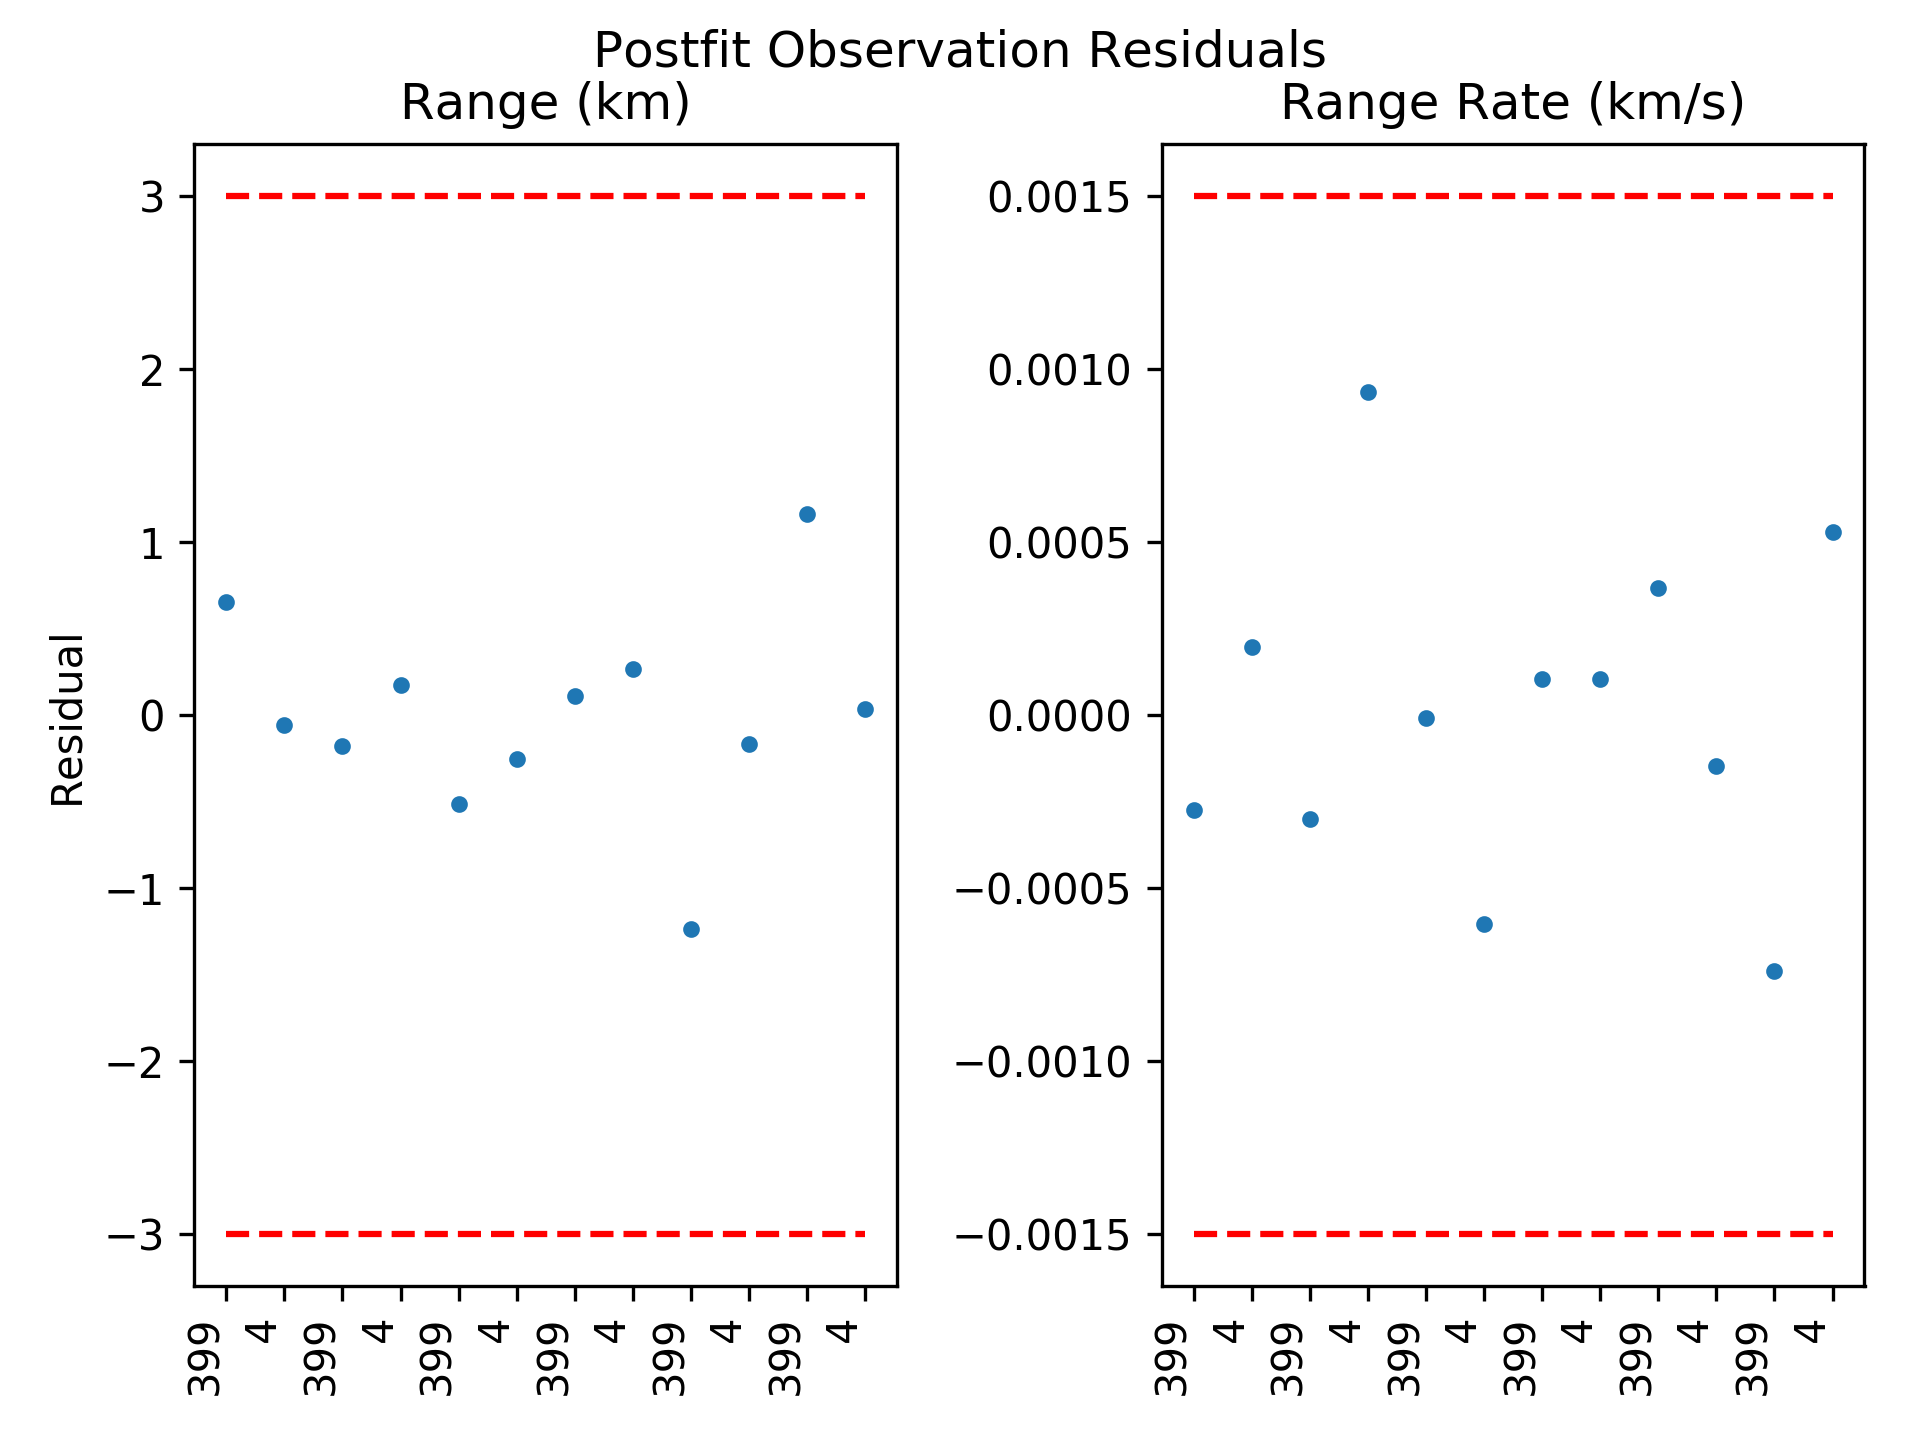 Postfit Observation Residuals
Range (km)
Residual
3
2
1
0
−1
−2
−3
399 4 399 4 399 4 399 4 399 4 399 4
Range Rate (km/s)
0.0015
0.0010
0.0005
0.0000
−0.0005
−0.0010
−0.0015
399 4 399 4 399 4 399 4 399 4 399 4